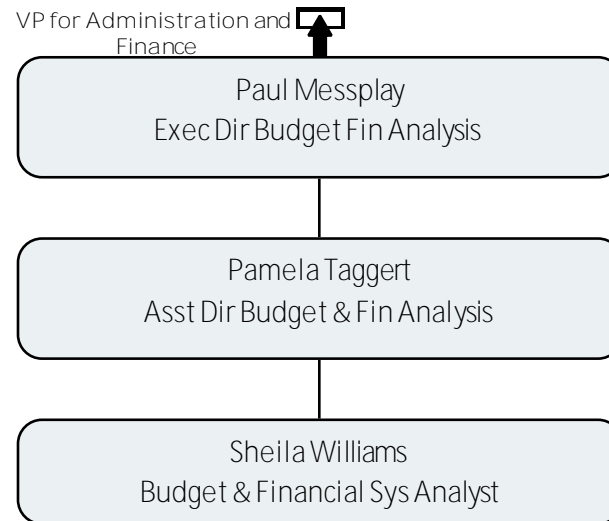 VP for Administration and
Finance
Paul Messplay
Exec Dir Budget Fin Analysis
Pamela Taggert
Asst Dir Budget & Fin Analysis
Sheila Williams
Budget & Financial Sys Analyst